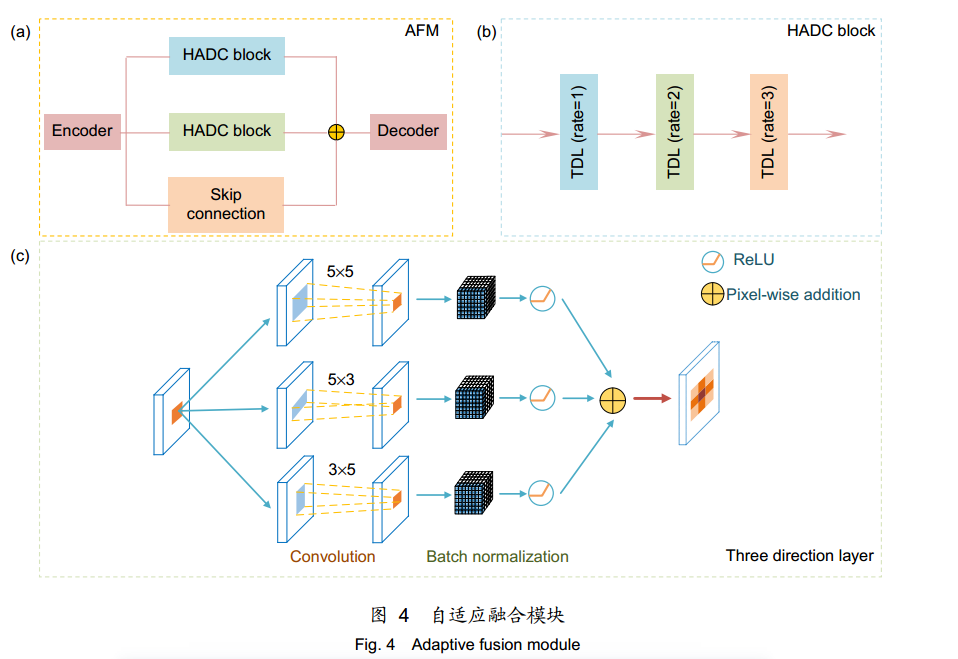 (a)
AFM
HADC block
Encoder
HADC block
Decoder
Skip
connection
(b)
HADC block
TDL (rate=1)
TDL (rate=2)
TDL (rate=3)
(c)
ReLU
Pixel-wise addition
5×5
5×3
3×5
Convolution
Batch normalization
Three direction layer
图 4 自适应融合模块
Fig. 4 Adaptive fusion module